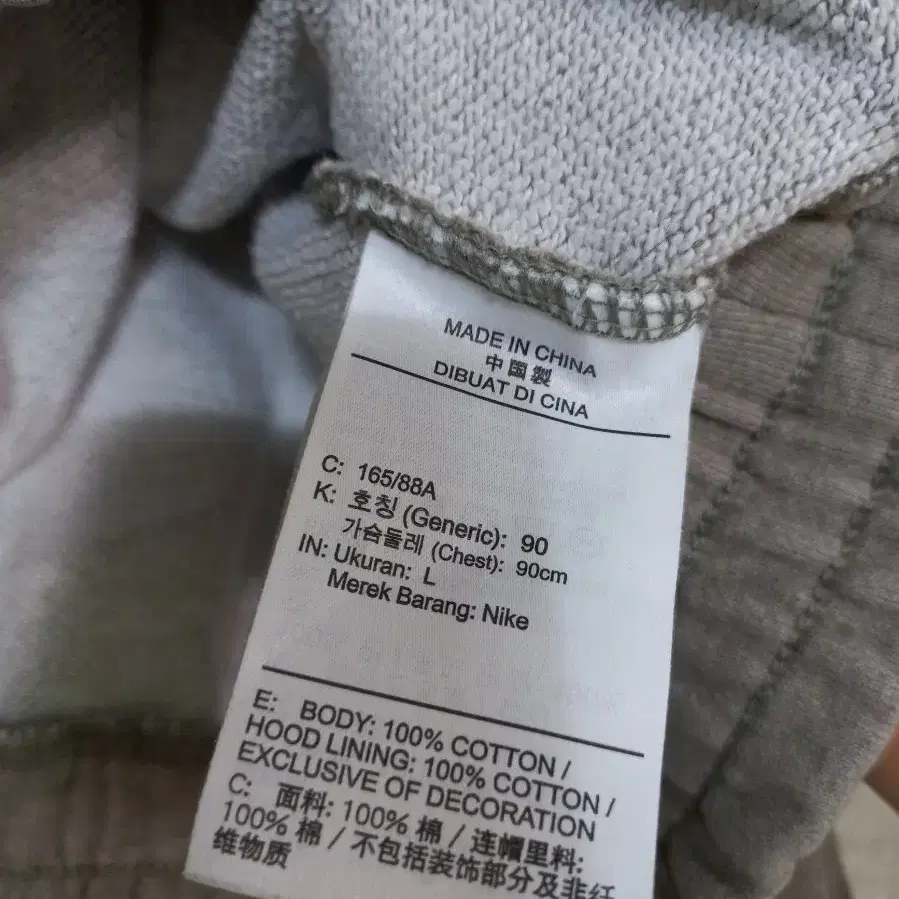 MADE IN CHINA
中国製
DIBUAT DI CINA
C: 165/88A
K: 호칭 (Generic): 90
가슴둘레 (Chest): 90cm
IN: Ukuran: L
Merek Barang: Nike
E: BODY: 100% COTTON /
HOOD LINING: 100% COTTON /
EXCLUSIVE OF DECORATION
C: 面料: 100% 棉 / 连帽里料:
100% 棉 / 不包括装饰部分及非纤
维物质